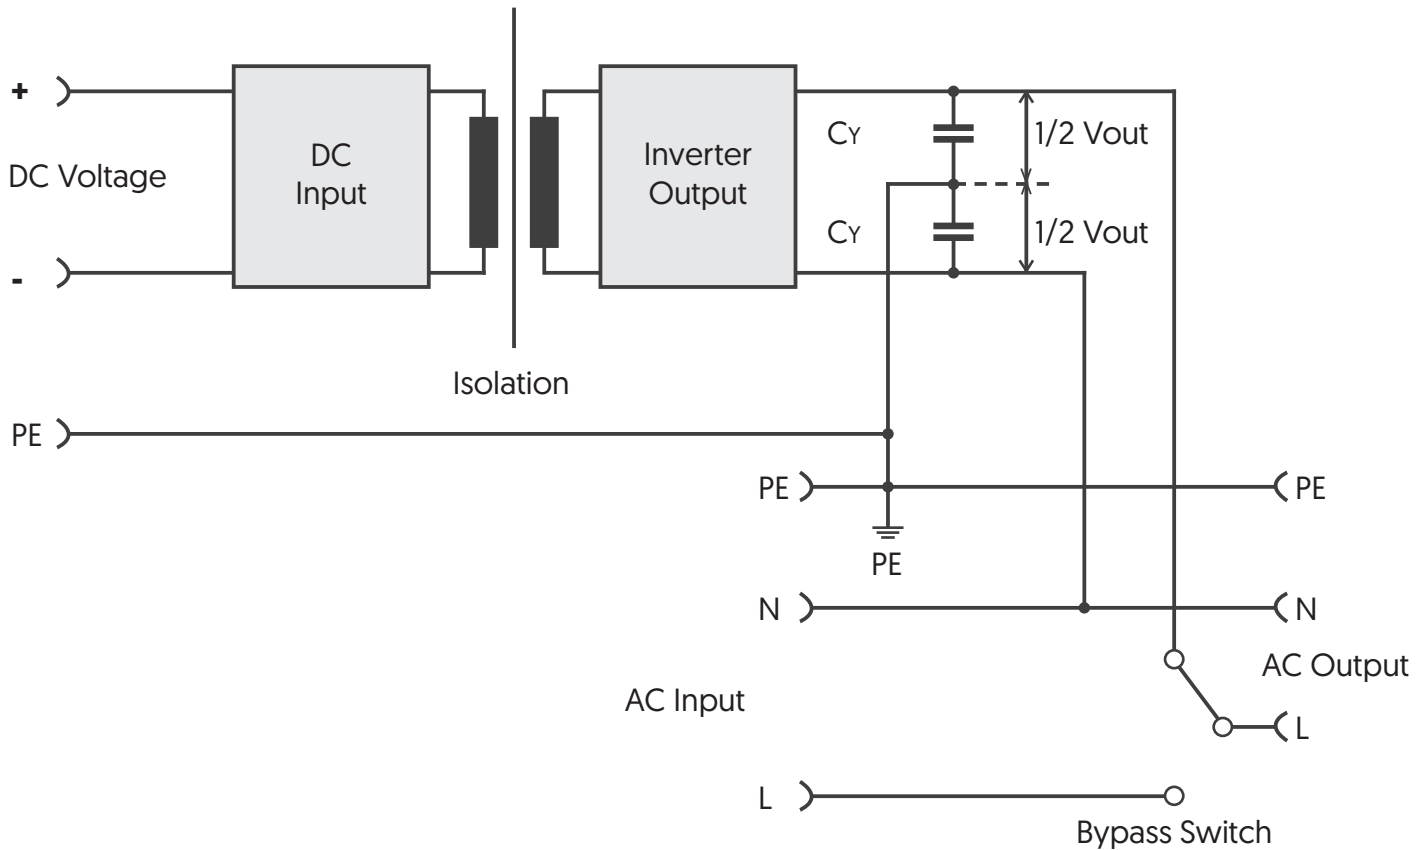 +
DC Voltage
-
DC
Input
Inverter
Output
CY
1/2 Vout
CY
1/2 Vout
Isolation
PE
PE
PE
PE
N
N
AC Input
AC Output
L
L
Bypass Switch